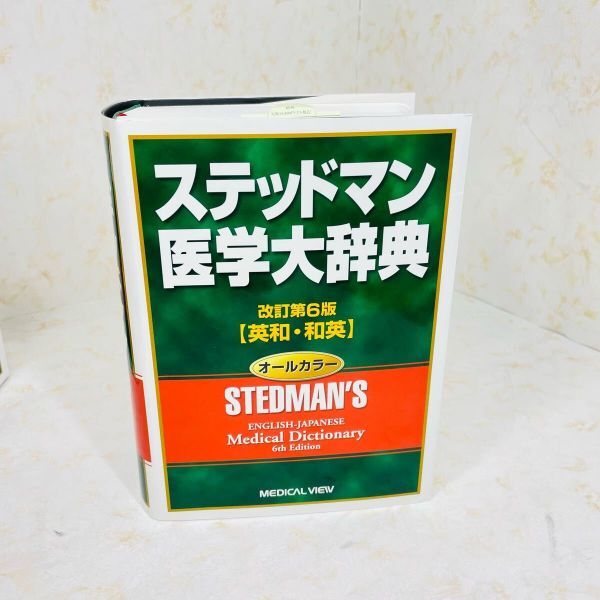 ステッドマン
医学大辞典
改訂第6版
【英和・和英】
オールカラー
STEDMAN'S
ENGLISH-JAPANESE
Medical Dictionary
6th Edition
MEDICAL VIEW